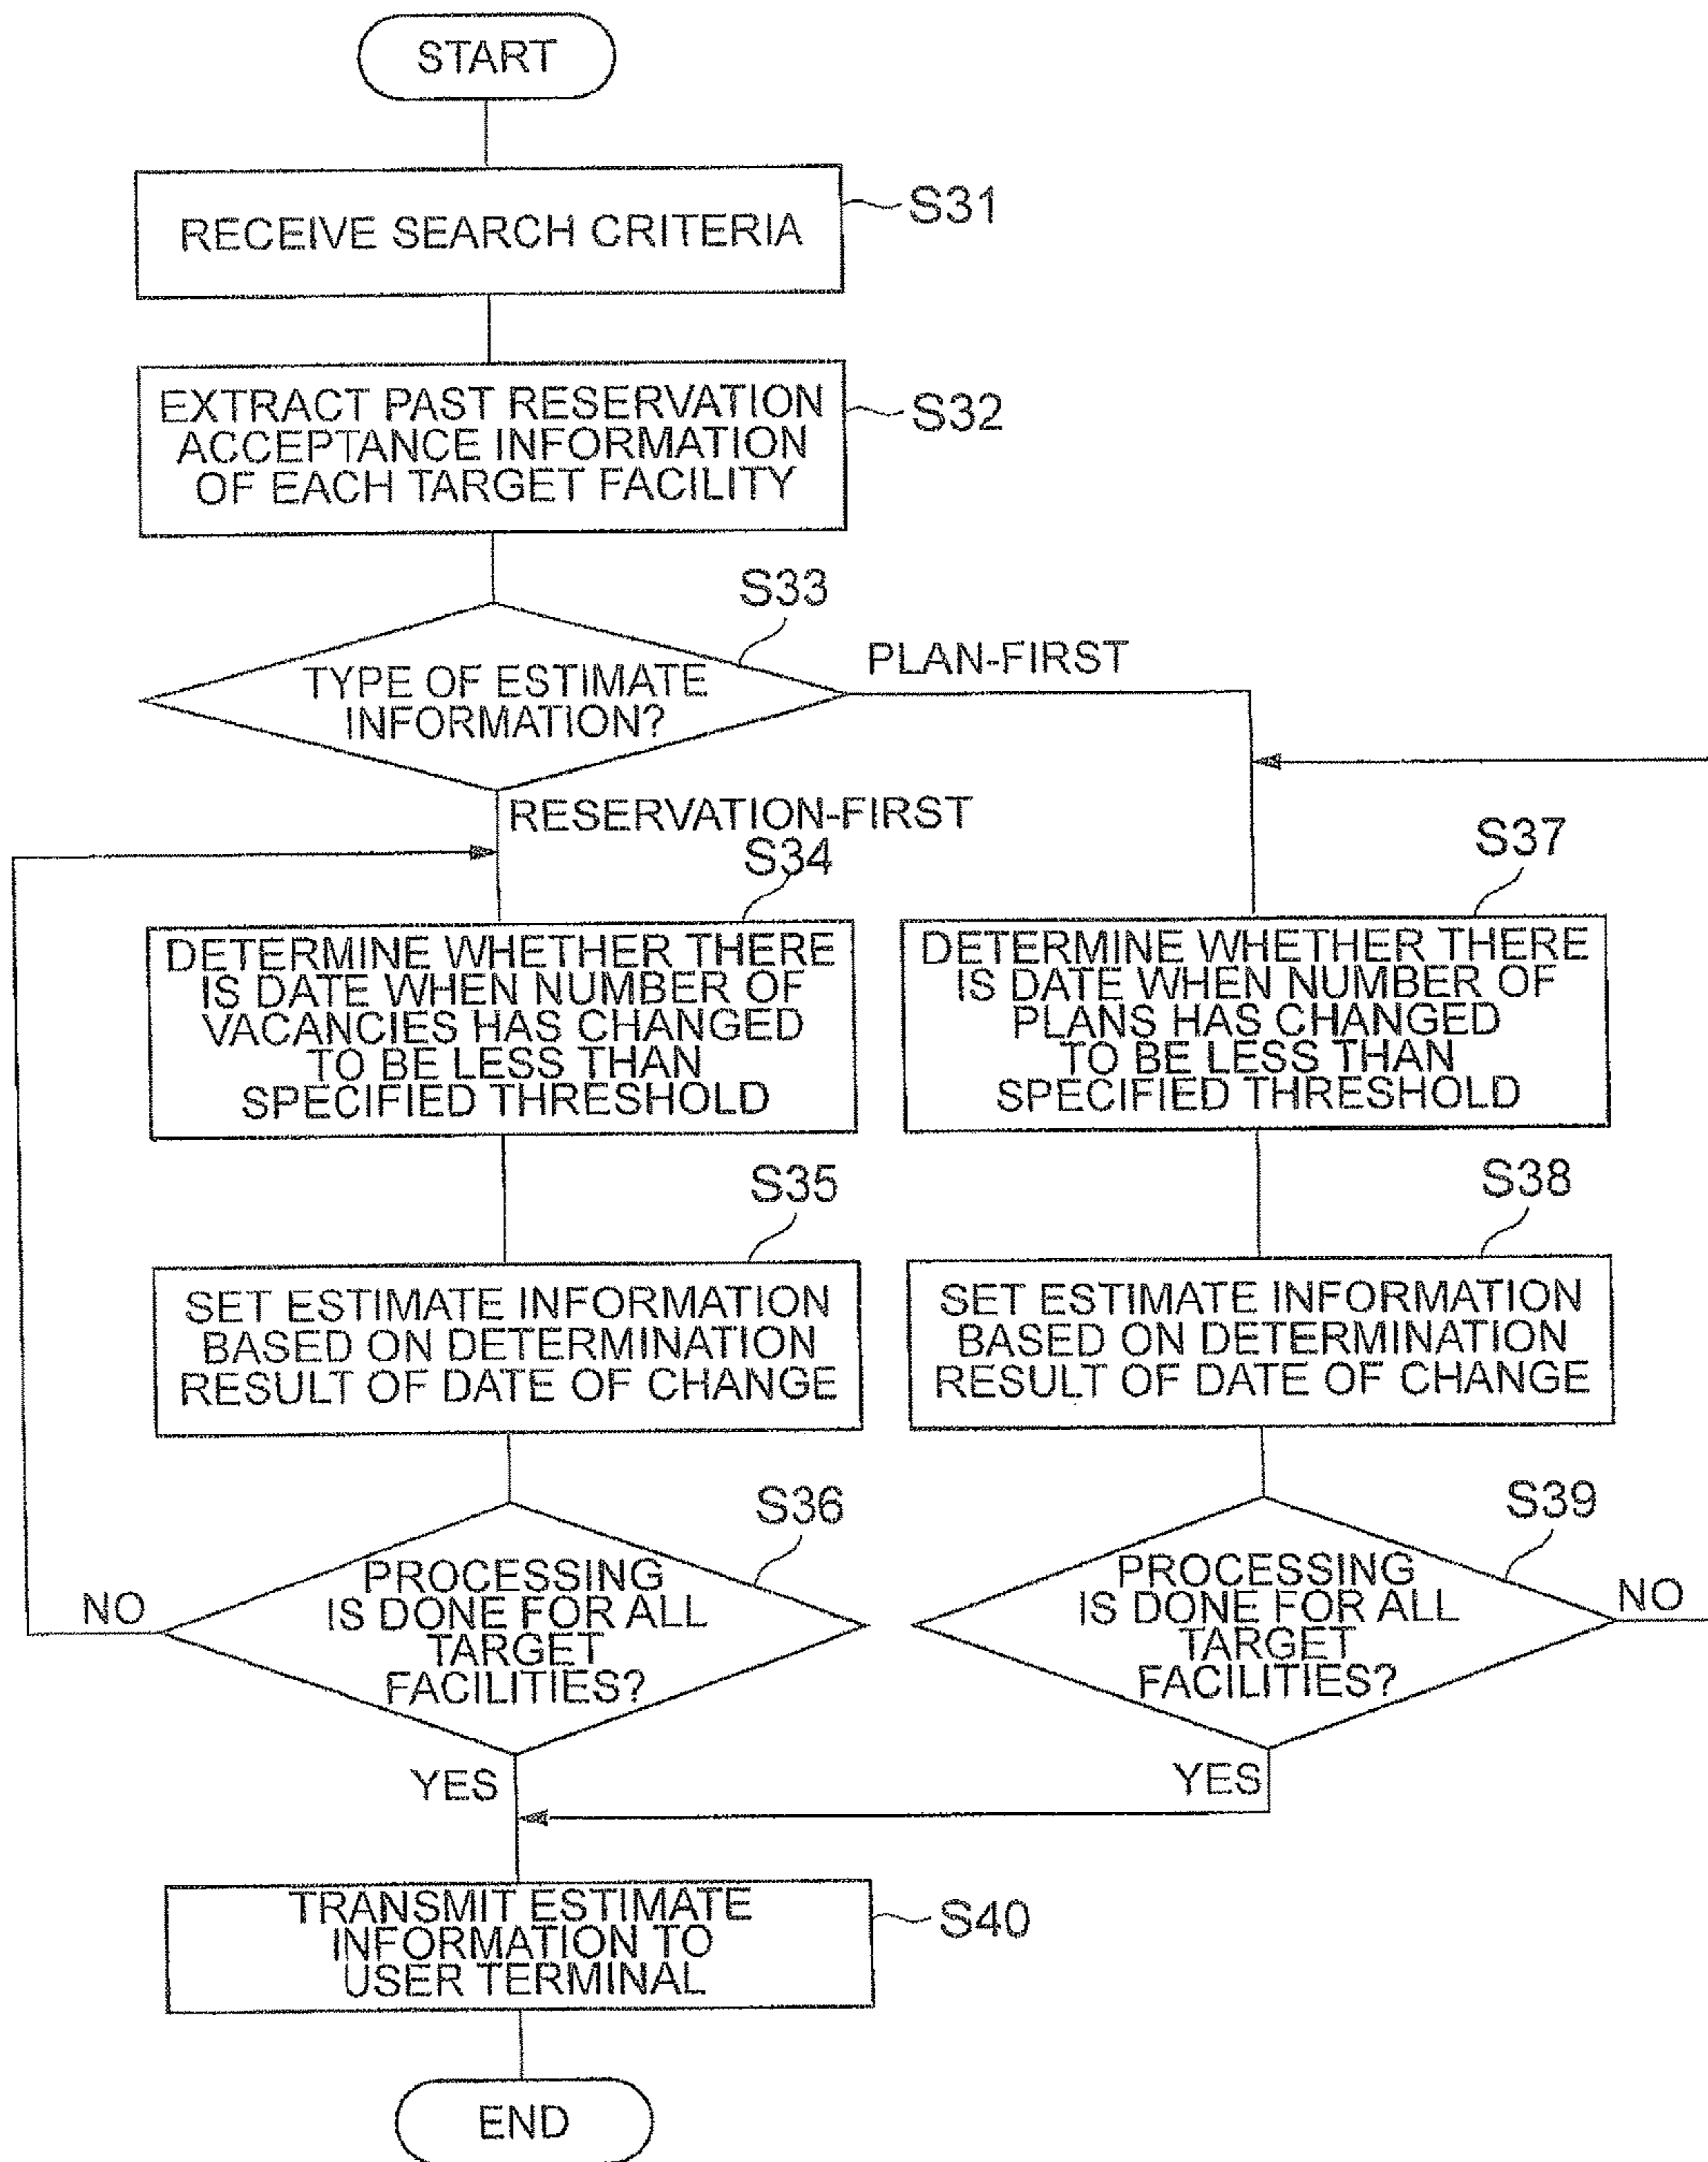 START
RECEIVE SEARCH CRITERIA
S31
EXTRACT PAST RESERVATION
ACCEPTANCE INFORMATION
OF EACH TARGET FACILITY
S32
S33
TYPE OF ESTIMATE
INFORMATION?
PLAN-FIRST
RESERVATION-FIRST
S34
DETERMINE WHETHER THERE
IS DATE WHEN NUMBER OF
VACANCIES HAS CHANGED
TO BE LESS THAN
SPECIFIED THRESHOLD
S37
DETERMINE WHETHER THERE
IS DATE WHEN NUMBER OF
PLANS HAS CHANGED
TO BE LESS THAN
SPECIFIED THRESHOLD
S35
SET ESTIMATE INFORMATION
BASED ON DETERMINATION
RESULT OF DATE OF CHANGE
S38
SET ESTIMATE INFORMATION
BASED ON DETERMINATION
RESULT OF DATE OF CHANGE
S36
PROCESSING
IS DONE FOR ALL
TARGET
FACILITIES?
NO
YES
S39
PROCESSING
IS DONE FOR ALL
TARGET
FACILITIES?
NO
YES
TRANSMIT ESTIMATE
INFORMATION TO
USER TERMINAL
S40
END